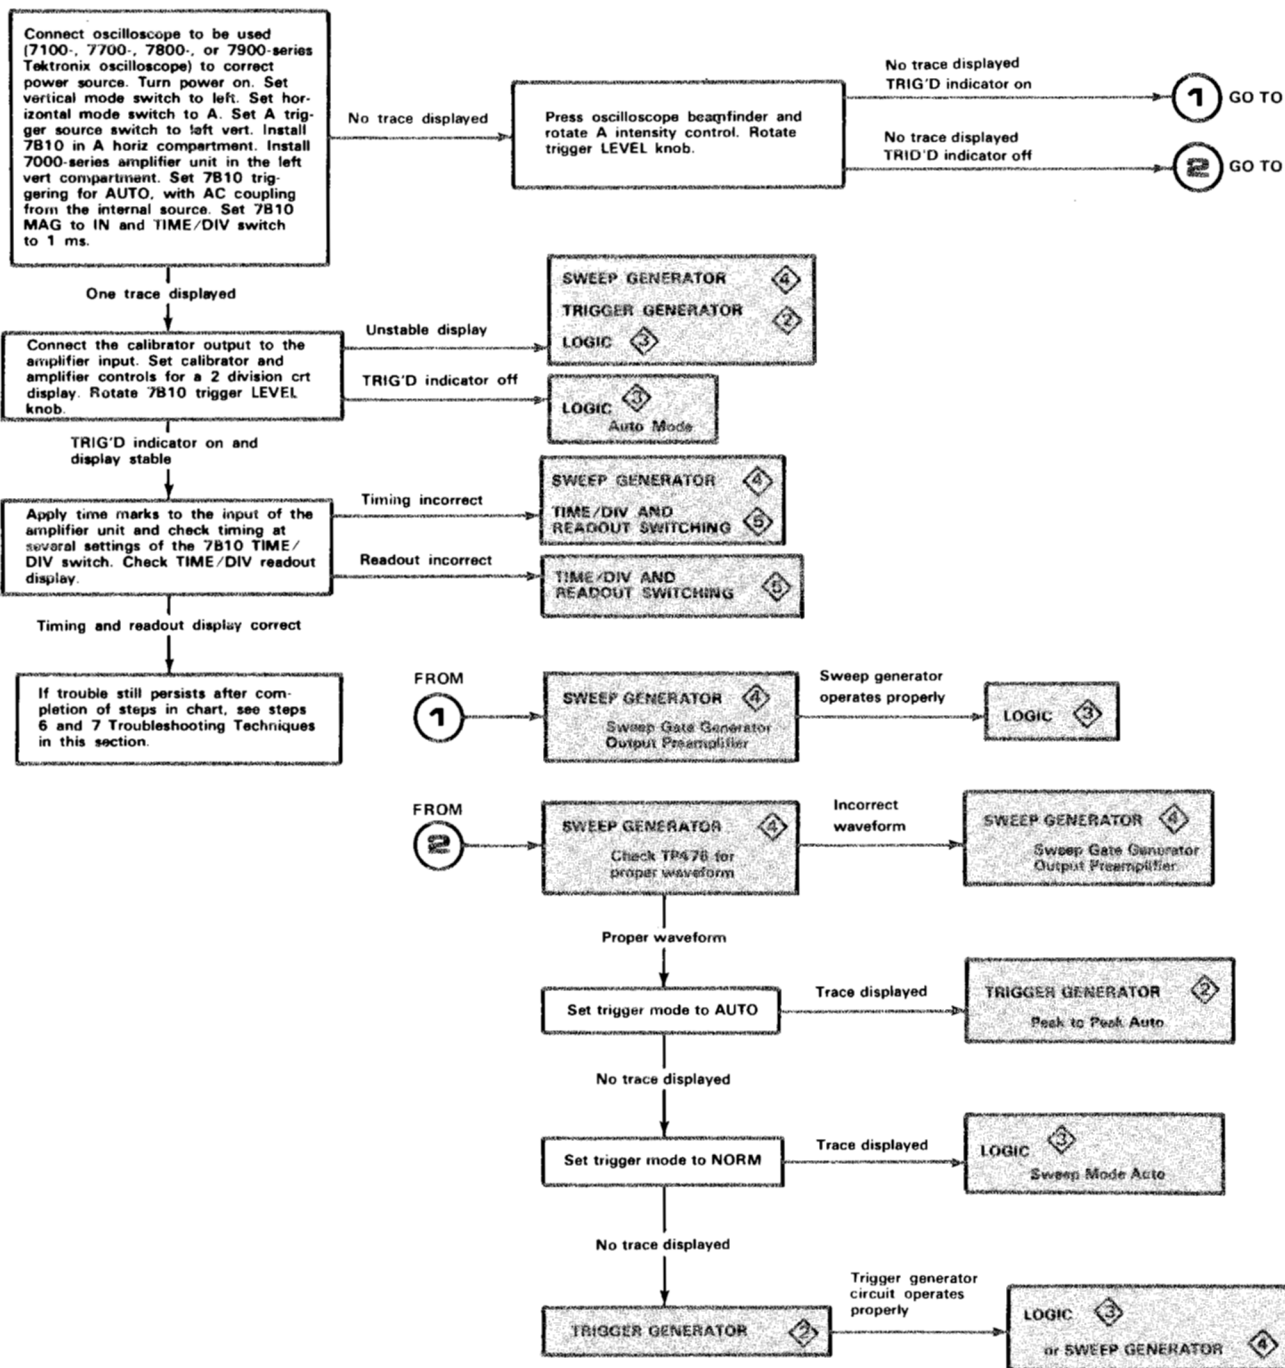 Connect oscilloscope to be used
(7100-, 7700-, 7800-, or 7900-series
Tektronix oscilloscope) to correct
power source. Turn power on. Set
vertical mode switch to left. Set hor-
izontal mode switch to A. Set A trig-
ger source switch to left vert. Install
7B10 in A horiz compartment. Install
7000-series amplifier unit in the left
vert compartment. Set 7B10 trig-
gering for AUTO, with AC coupling
from the internal source. Set 7B10
MAG to IN and TIME/DIV switch
to 1 ms.
No trace displayed
Press oscilloscope beamfinder and
rotate A intensity control. Rotate
trigger LEVEL knob.
No trace displayed
TRIG'D indicator on
1 GO TO
No trace displayed
TRID'D indicator off
2 GO TO
One trace displayed
Connect the calibrator output to the
amplifier input. Set calibrator and
amplifier controls for a 2 division crt
display. Rotate 7B10 trigger LEVEL
knob.
Unstable display
SWEEP GENERATOR 4
TRIGGER GENERATOR 2
LOGIC 3
TRIG'D indicator off
LOGIC 3
Auto Mode
TRIG'D indicator on and
display stable
Apply time marks to the input of the
amplifier unit and check timing at
several settings of the 7B10 TIME/
DIV switch. Check TIME/DIV readout
display.
Timing incorrect
SWEEP GENERATOR 4
TIME/DIV AND
READOUT SWITCHING 5
Readout incorrect
TIME/DIV AND
READOUT SWITCHING 5
Timing and readout display correct
If trouble still persists after com-
pletion of steps in chart, see steps
6 and 7 Troubleshooting Techniques
in this section.
FROM
1
SWEEP GENERATOR 4
Sweep Gate Generator
Output Preamplifier
Sweep generator
operates properly
LOGIC 3
FROM
2
SWEEP GENERATOR 4
Check TP476 for
proper waveform
Incorrect
waveform
SWEEP GENERATOR 4
Sweep Gate Generator
Output Preamplifier
Proper waveform
Set trigger mode to AUTO
Trace displayed
TRIGGER GENERATOR 2
Peak to Peak Auto
No trace displayed
Set trigger mode to NORM
Trace displayed
LOGIC 3
Sweep Mode Auto
No trace displayed
TRIGGER GENERATOR 2
Trigger generator
circuit operates
properly
LOGIC 3
or SWEEP GENERATOR 4